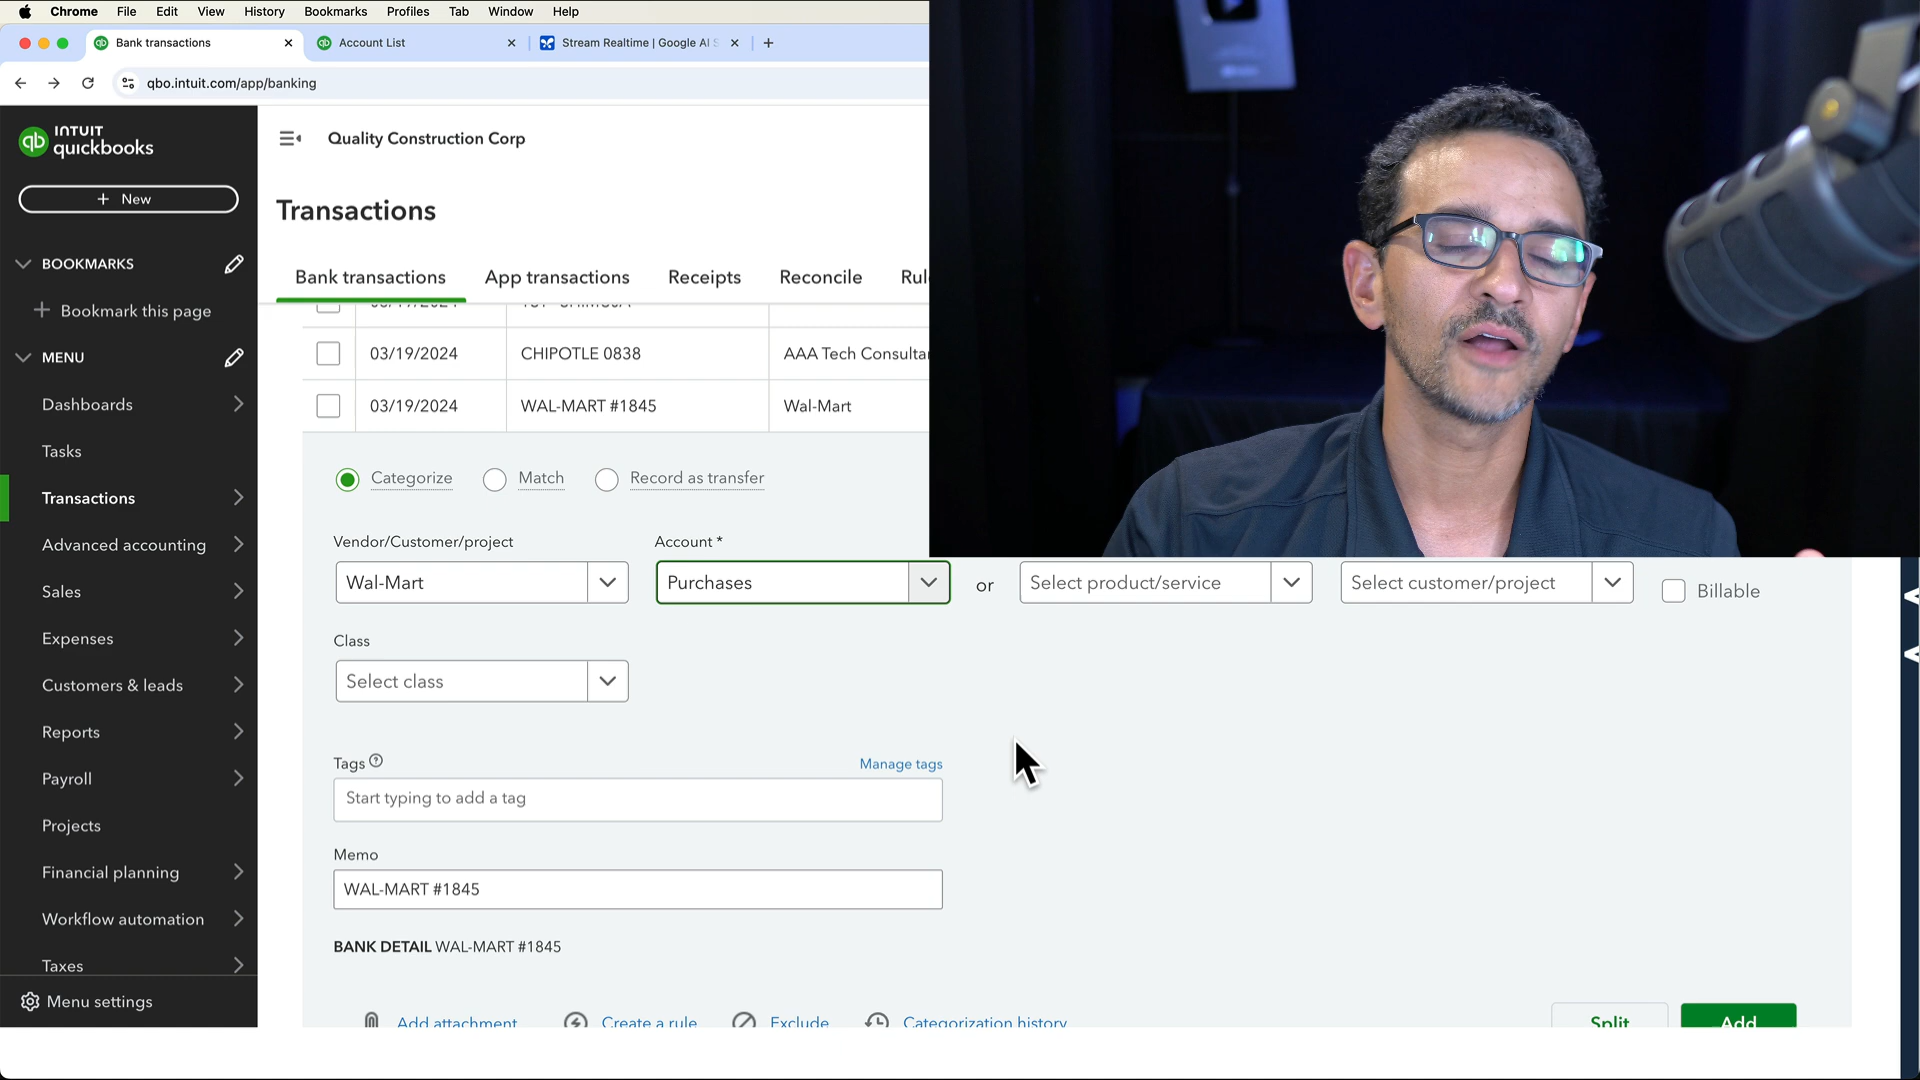 Chrome File Edit View History Bookmarks Profiles Tab Window Help
Bank transactions Account List Stream Realtime | Google AI S
qbo.intuit.com/app/banking
INTUIT
quickbooks
qb
+ New
BOOKMARKS
Bookmark this page
MENU
Dashboards
Tasks
Transactions
Advanced accounting
Sales
Expenses
Customers & leads
Reports
Payroll
Projects
Financial planning
Workflow automation
Taxes
Menu settings
Quality Construction Corp
Transactions
Bank transactions App transactions Receipts Reconcile Rul
03/19/2024 CHIPOTLE 0838 AAA Tech Consulta
03/19/2024 WAL-MART #1845 Wal-Mart
Categorize Match Record as transfer
Vendor/Customer/project Account *
Wal-Mart Purchases or Select product/service Select customer/project Billable
Class
Select class
Tags ? Manage tags
Start typing to add a tag
Memo
WAL-MART #1845
BANK DETAIL WAL-MART #1845
Add attachment Create a rule Exclude Categorization history Split Add